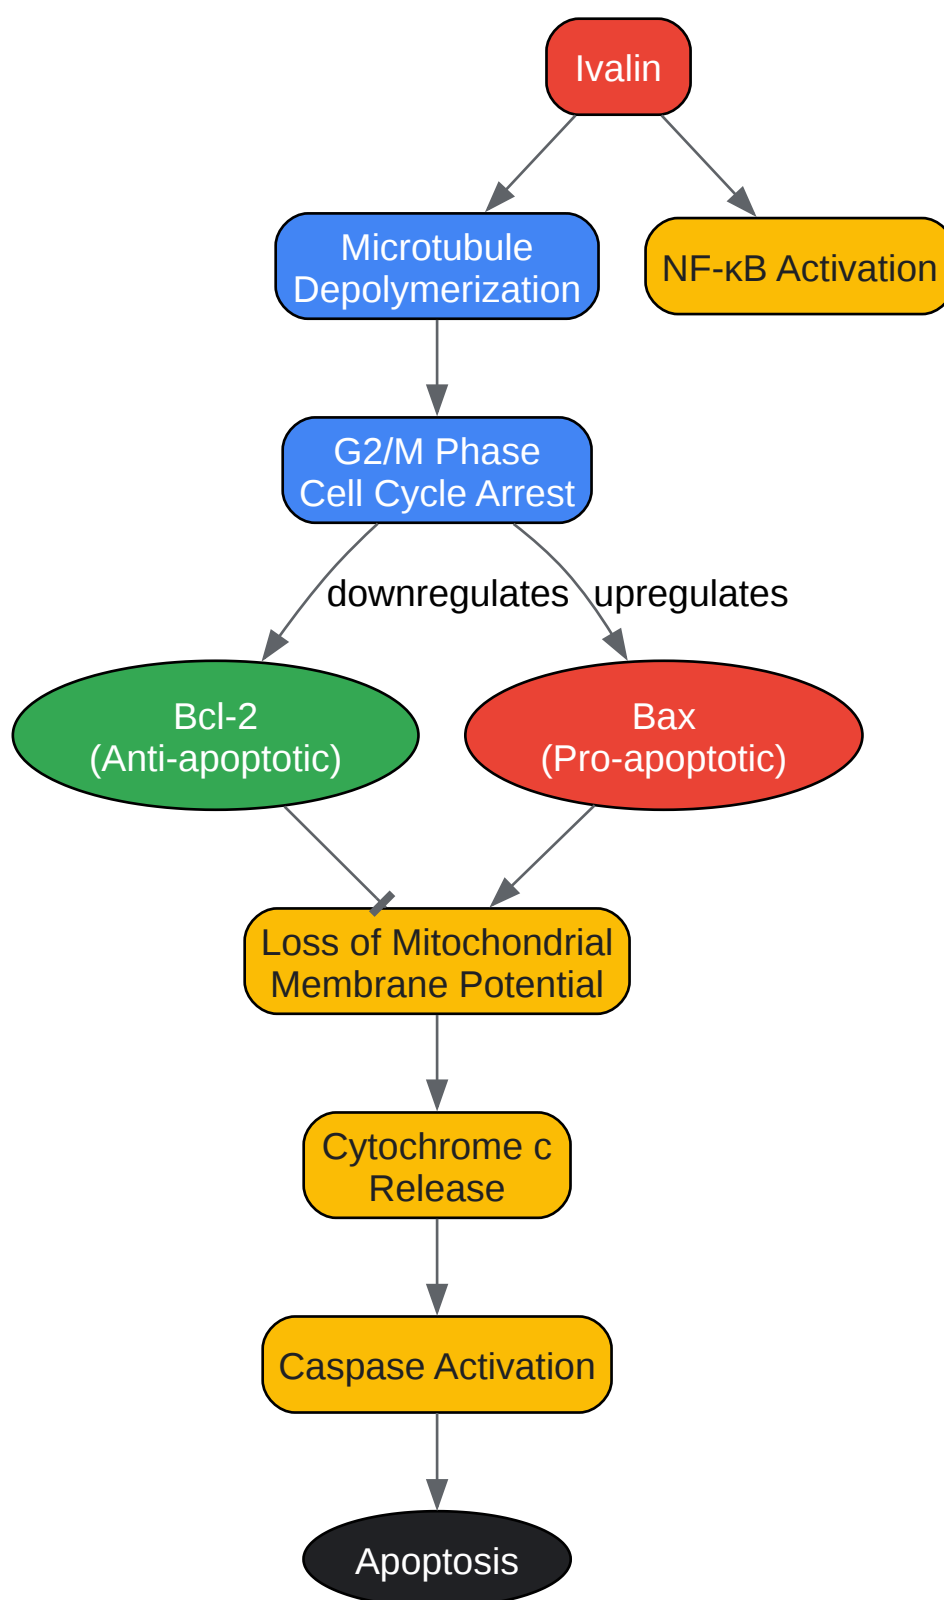 Ivalin
Microtubule
Depolymerization
NF-κB Activation
G2/M Phase
Cell Cycle Arrest
downregulates
upregulates
Bcl-2
(Anti-apoptotic)
Bax
(Pro-apoptotic)
Loss of Mitochondrial
Membrane Potential
Cytochrome c
Release
Caspase Activation
Apoptosis